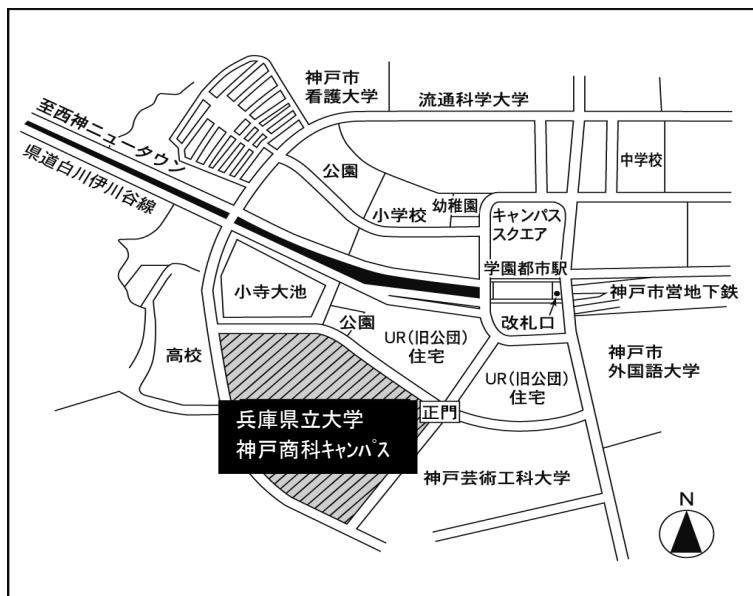 神戸市
看護大学
流通科学大学
至西神ニュータウン
県道白川伊川谷線
公園
中学校
幼稚園
小学校
キャンパス
スクエア
学園都市駅
小寺大池
神戸市営地下鉄
公園
改札口
高校
UR(旧公団)
住宅
UR(旧公団)
住宅
神戸市
外国語大学
正門
兵庫県立大学
神戸商科キャンパス
神戸芸術工科大学
N